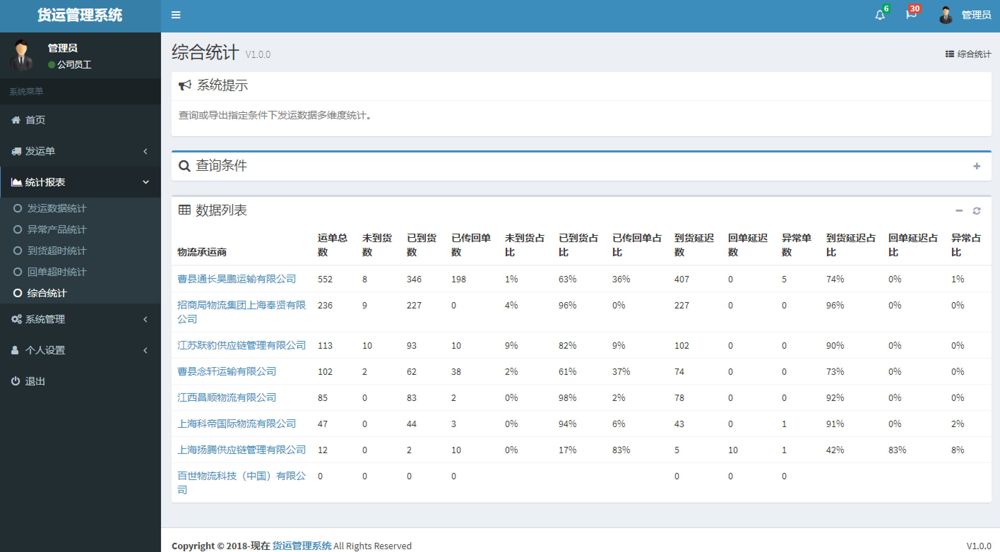 货运管理系统
6
30
管理员
管理员
公司员工
系统菜单
首页
发运单
统计报表
发运数据统计
异常产品统计
到货超时统计
回单超时统计
综合统计
系统管理
个人设置
退出
综合统计 V1.0.0
综合统计
系统提示
查询或导出指定条件下发运数据多维度统计。
查询条件
数据列表
物流承运商 运单总数 未到货数 已到货数 已传回单数 未到货占比 已到货占比 已传回单占比 到货延迟数 回单延迟数 异常单数 到货延迟占比 回单延迟占比 异常占比
曹县通长昊鹏运输有限公司 552 8 346 198 1% 63% 36% 407 0 5 74% 0% 1%
招商局物流集团上海奉贤有限公司 236 9 227 0 4% 96% 0% 227 0 0 96% 0% 0%
江苏跃豹供应链管理有限公司 113 10 93 10 9% 82% 9% 102 0 0 90% 0% 0%
曹县念轩运输有限公司 102 2 62 38 2% 61% 37% 74 0 0 73% 0% 0%
江西昌顺物流有限公司 85 0 83 2 0% 98% 2% 78 0 0 92% 0% 0%
上海科帝国际物流有限公司 47 0 44 3 0% 94% 6% 43 0 1 91% 0% 2%
上海扬腾供应链管理有限公司 12 0 2 10 0% 17% 83% 5 10 1 42% 83% 8%
百世物流科技（中国）有限公司 0 0 0 0 0 0 0
Copyright © 2018-现在 货运管理系统 All Rights Reserved
V1.0.0